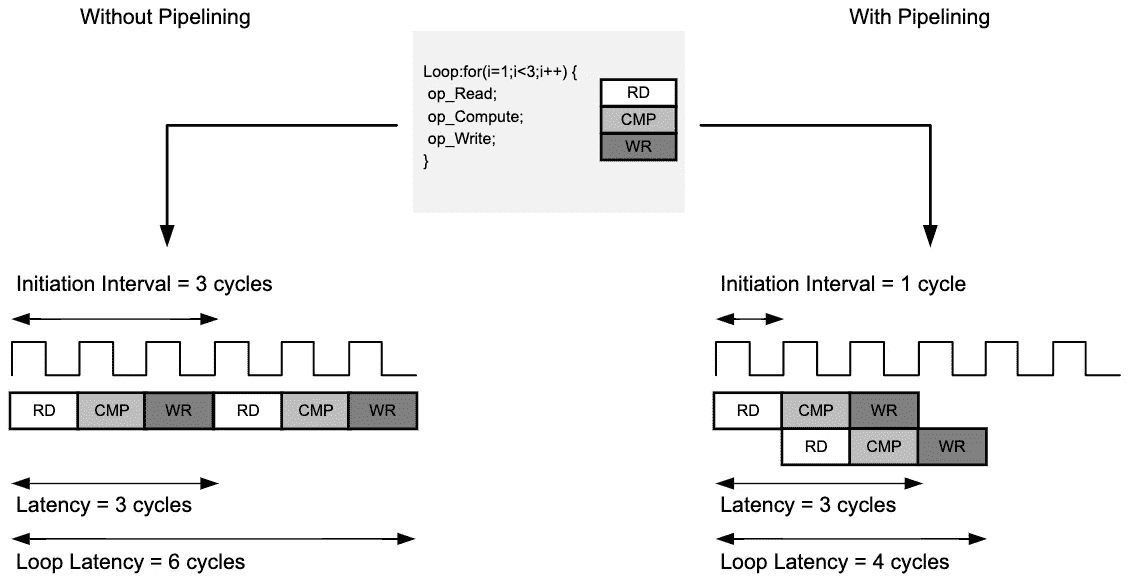 Without Pipelining
With Pipelining
Loop:for(i=1;i<3;i++) {
op_Read;
op_Compute;
op_Write;
}
RD
CMP
WR
Initiation Interval = 3 cycles
RD CMP WR RD CMP WR
Latency = 3 cycles
Loop Latency = 6 cycles
Initiation Interval = 1 cycle
RD CMP WR
RD CMP WR
Latency = 3 cycles
Loop Latency = 4 cycles